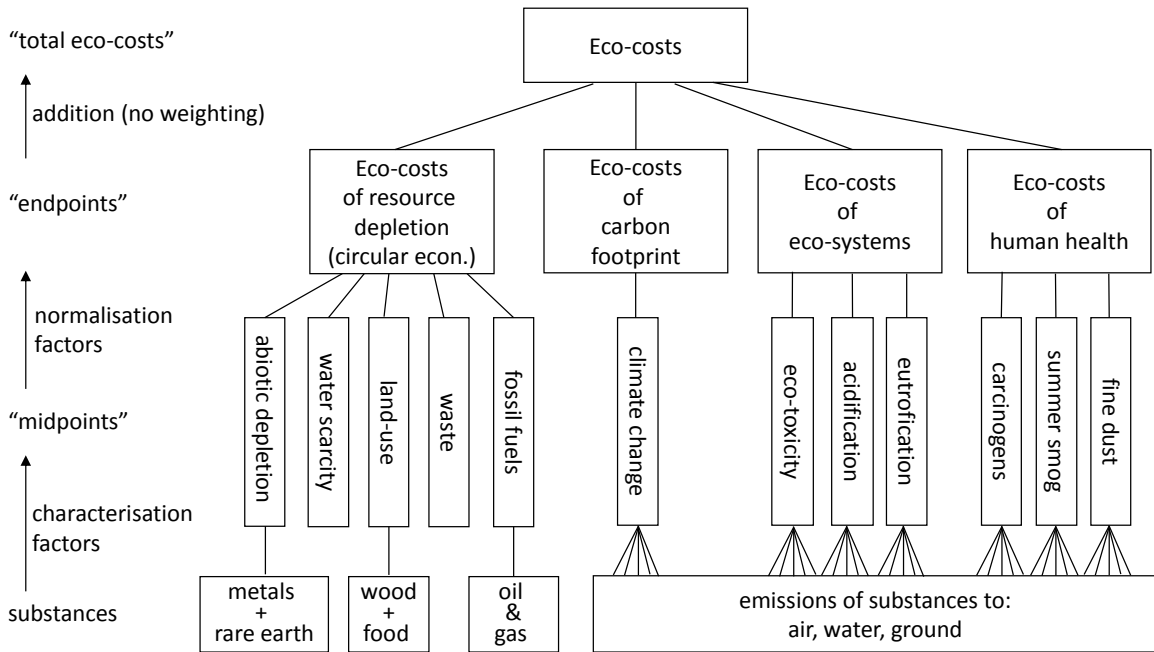 “total eco-costs”
Eco-costs
addition (no weighting)
“endpoints”
Eco-costs
of resource
depletion
(circular econ.)
Eco-costs
of
carbon
footprint
Eco-costs
of
eco-systems
Eco-costs
of
human health
normalisation
factors
“midpoints”
abiotic depletion
water scarcity
land-use
waste
fossil fuels
climate change
eco-toxicity
acidification
eutrofication
carcinogens
summer smog
fine dust
characterisation
factors
substances
metals
+
rare earth
wood
+
food
oil
&
gas
emissions of substances to:
air, water, ground